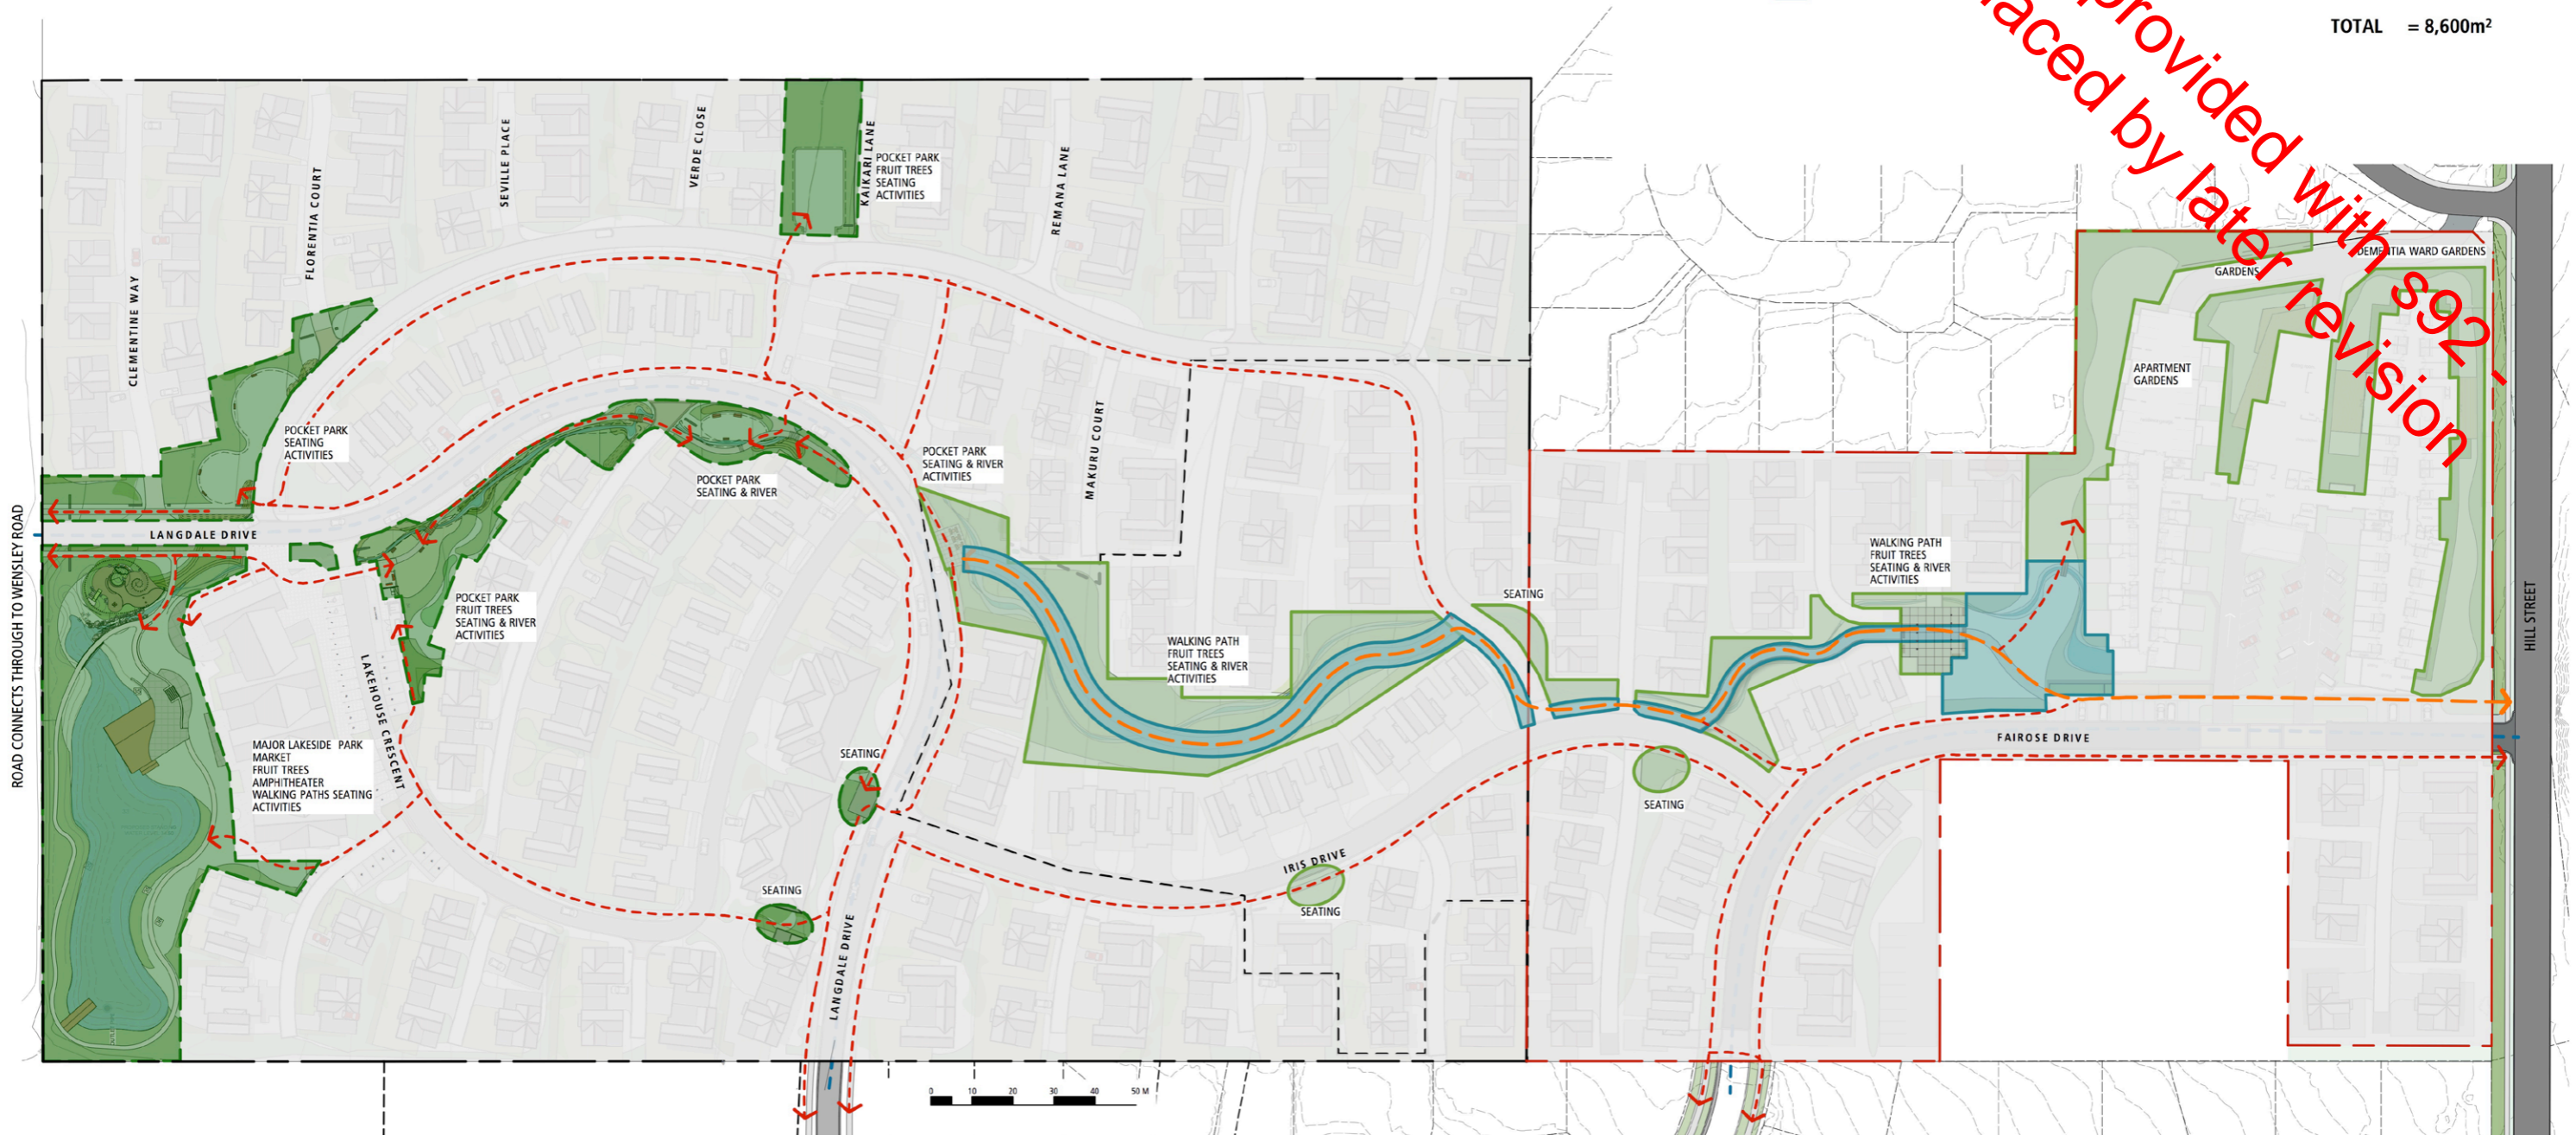 TOTAL = 8,600m²
provided with s92 -
laced by later revision
CLEMENTINE WAY
FLORENTIA COURT
SEVILLE PLACE
VERDE CLOSE
KAIKARI LANE
POCKET PARK
FRUIT TREES
SEATING
ACTIVITIES
REMANA LANE
DEMENTIA WARD GARDENS
GARDENS
APARTMENT
GARDENS
POCKET PARK
SEATING
ACTIVITIES
POCKET PARK
SEATING & RIVER
POCKET PARK
SEATING & RIVER
ACTIVITIES
MAKURU COURT
ROAD CONNECTS THROUGH TO WENSLEY ROAD
LANGDALE DRIVE
POCKET PARK
FRUIT TREES
SEATING & RIVER
ACTIVITIES
LAKEHOUSE CRESCENT
WALKING PATH
FRUIT TREES
SEATING & RIVER
ACTIVITIES
SEATING
WALKING PATH
FRUIT TREES
SEATING & RIVER
ACTIVITIES
HILL STREET
FAIROSE DRIVE
MAJOR LAKESIDE PARK
MARKET
FRUIT TREES
AMPHITHEATER
WALKING PATHS SEATING
ACTIVITIES
SEATING
SEATING
SEATING
IRIS DRIVE
SEATING
LANGDALE DRIVE
0 10 20 30 40 50 M